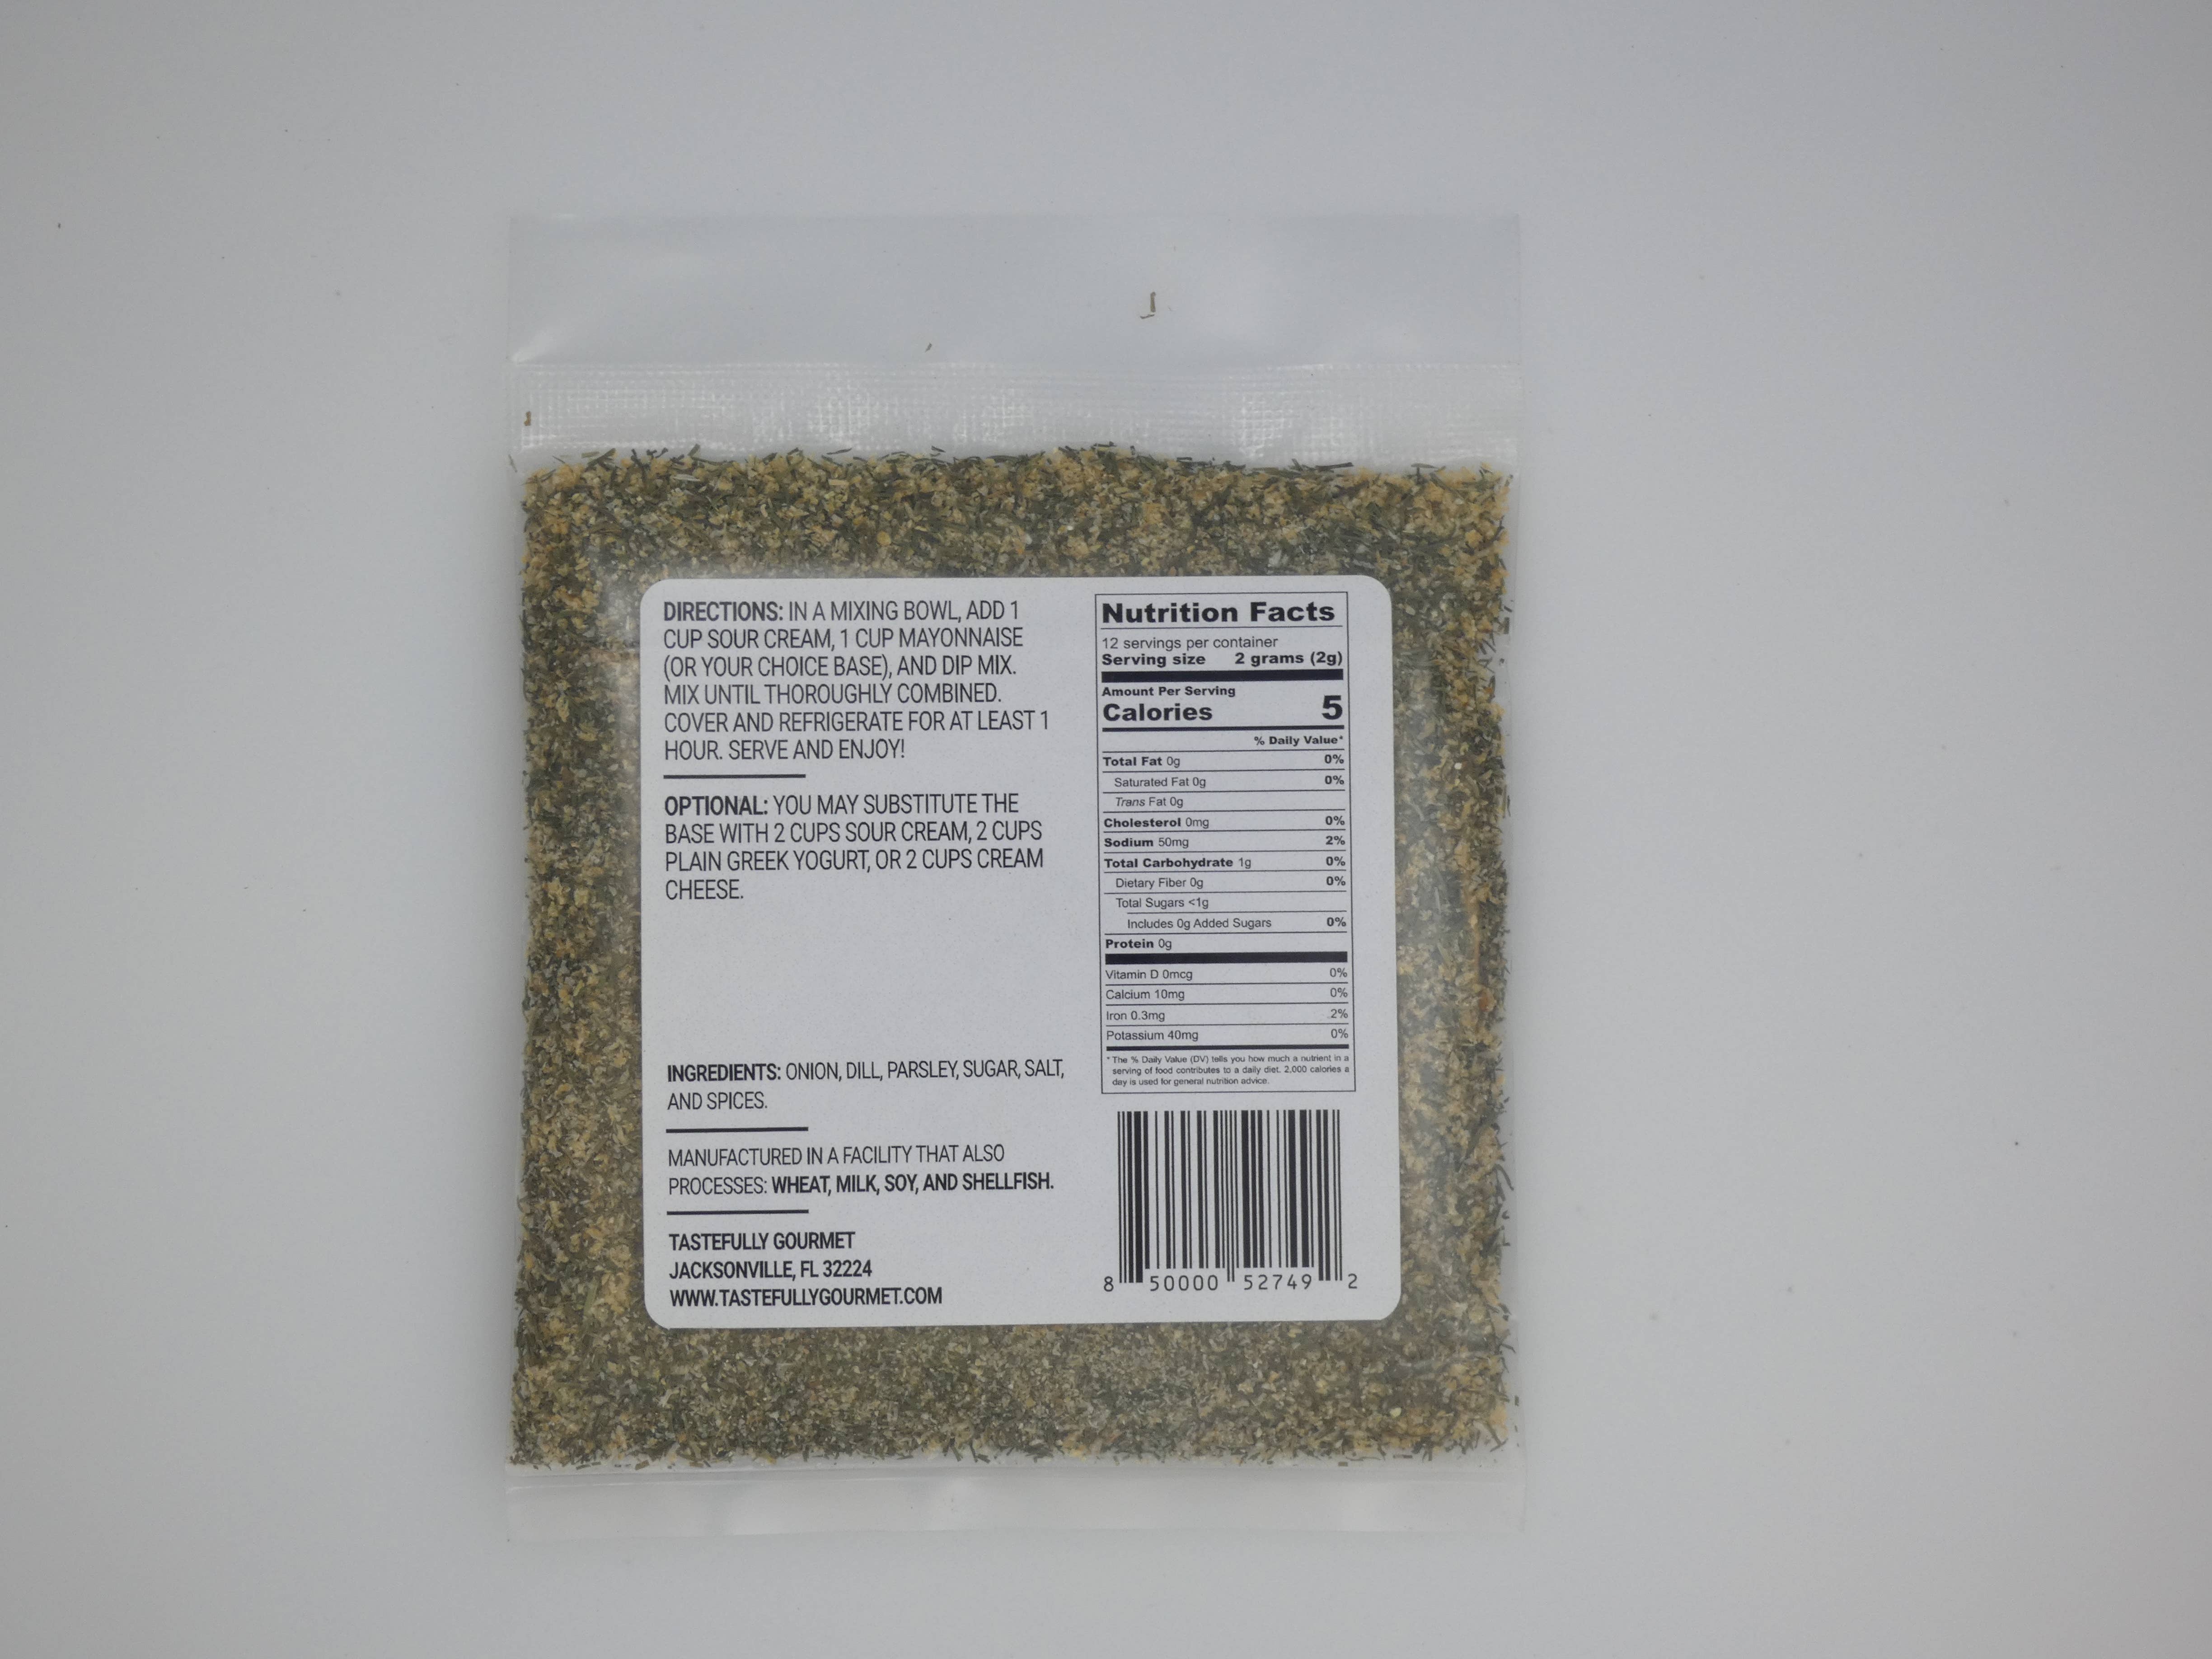 DIRECTIONS: IN A MIXING BOWL, ADD 1
CUP SOUR CREAM, 1 CUP MAYONNAISE
(OR YOUR CHOICE BASE), AND DIP MIX.
MIX UNTIL THOROUGHLY COMBINED.
COVER AND REFRIGERATE FOR AT LEAST 1
HOUR. SERVE AND ENJOY!
OPTIONAL: YOU MAY SUBSTITUTE THE
BASE WITH 2 CUPS SOUR CREAM, 2 CUPS
PLAIN GREEK YOGURT, OR 2 CUPS CREAM
CHEESE.
INGREDIENTS: ONION, DILL, PARSLEY, SUGAR, SALT,
AND SPICES.
MANUFACTURED IN A FACILITY THAT ALSO
PROCESSES: WHEAT, MILK, SOY, AND SHELLFISH.
TASTEFULLY GOURMET
JACKSONVILLE, FL 32224
WWW.TASTEFULLYGOURMET.COM
Nutrition Facts
12 servings per container
Serving size 2 grams (2g)
Amount Per Serving
Calories 5
% Daily Value*
Total Fat 0g 0%
Saturated Fat 0g 0%
Trans Fat 0g
Cholesterol 0mg 0%
Sodium 50mg 2%
Total Carbohydrate 1g 0%
Dietary Fiber 0g 0%
Total Sugars <1g
Includes 0g Added Sugars 0%
Protein 0g
Vitamin D 0mcg 0%
Calcium 10mg 0%
Iron 0.3mg 2%
Potassium 40mg 0%
* The % Daily Value (DV) tells you how much a nutrient in a
serving of food contributes to a daily diet. 2,000 calories a
day is used for general nutrition advice.
8 50000 52749 2